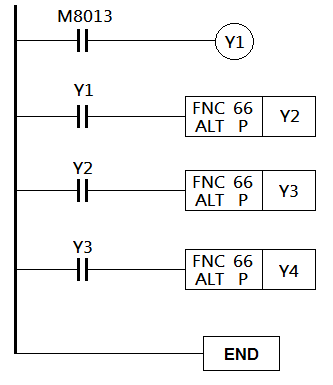 M8013
Y1
Y1
FNC 66
ALT P
Y2
Y2
FNC 66
ALT P
Y3
Y3
FNC 66
ALT P
Y4
END